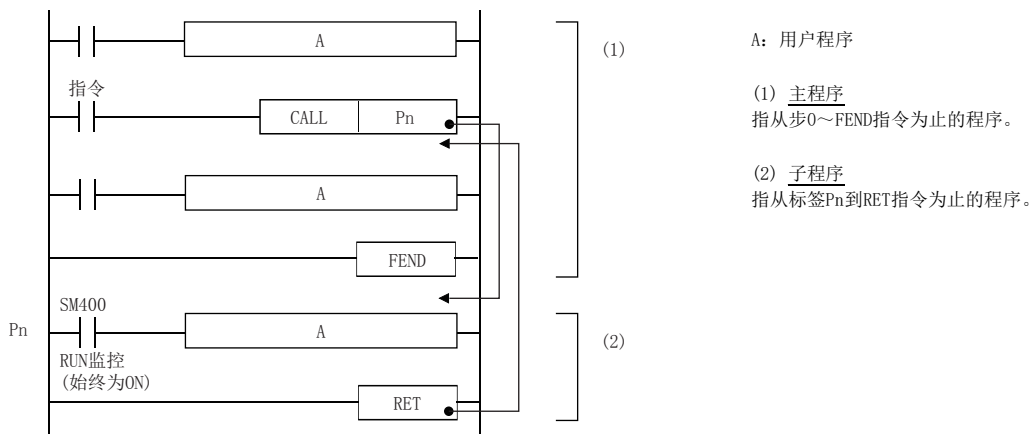 A
(1)
A：用户程序
指令
(1) 主程序
指从步0～FEND指令为止的程序。
CALL
Pn
(2) 子程序
指从标签Pn到RET指令为止的程序。
A
FEND
SM400
Pn
A
(2)
RUN监控
(始终为ON)
RET